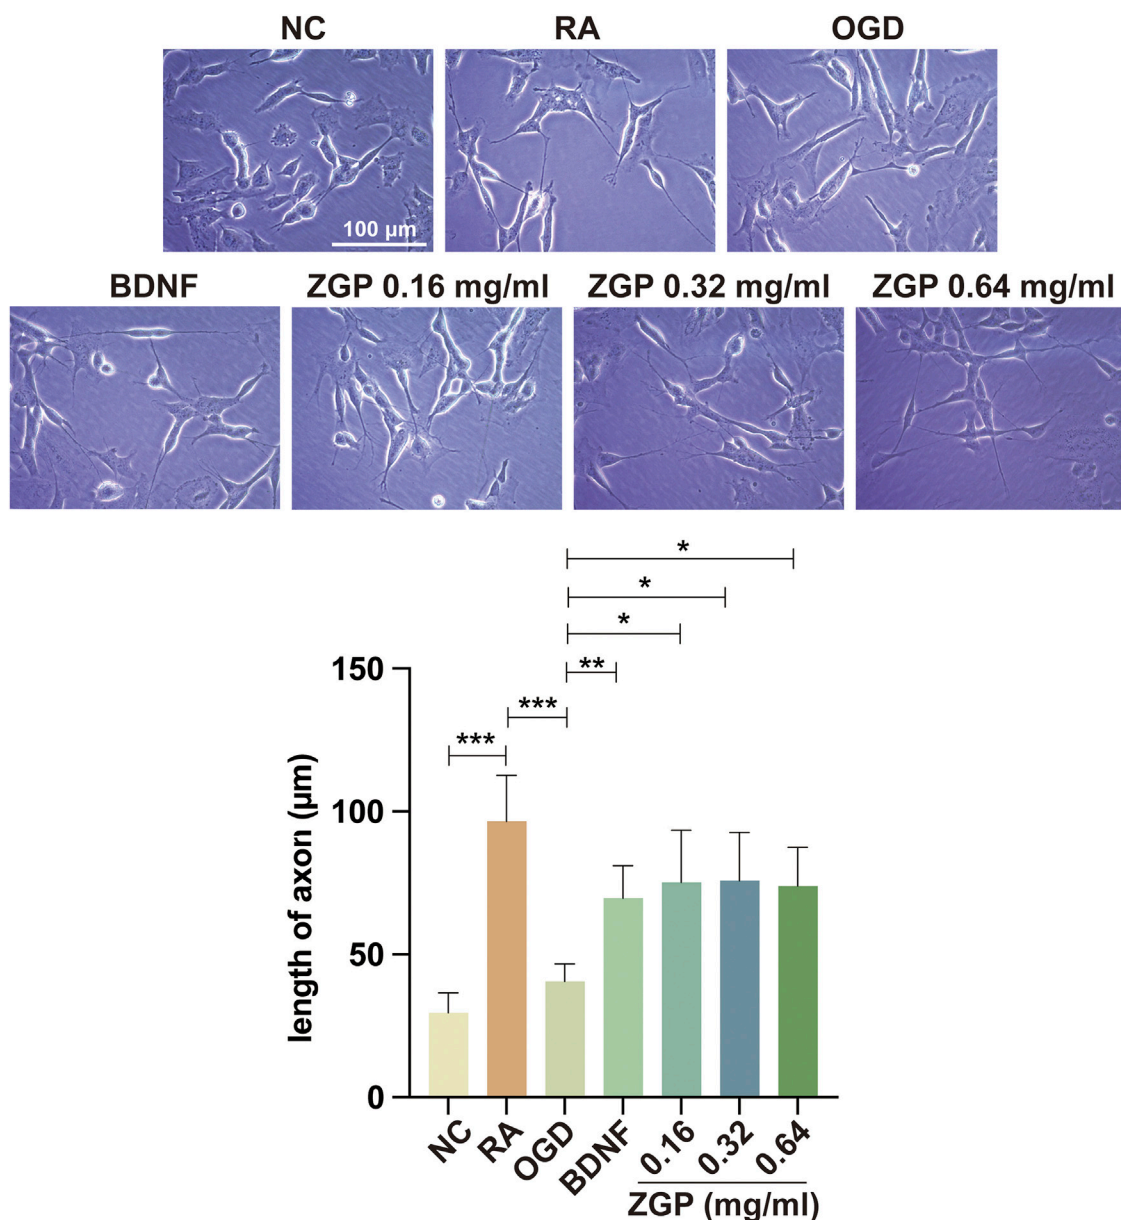 NC RA OGD
100 µm
BDNF ZGP 0.16 mg/ml ZGP 0.32 mg/ml ZGP 0.64 mg/ml
*
*
*
**
***
***
150
100
50
0
length of axon (µm)
NC RA OGD BDNF 0.16 0.32 0.64
ZGP (mg/ml)